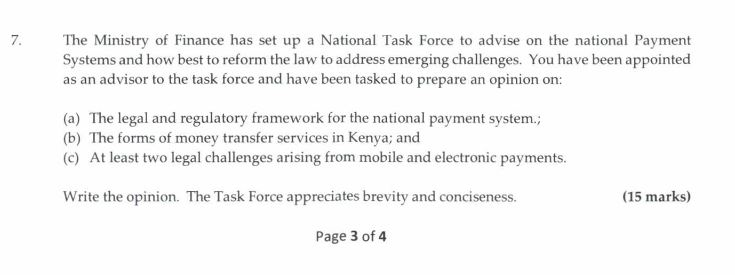 7. The Ministry of Finance has set up a National Task Force to advise on the national Payment
Systems and how best to reform the law to address emerging challenges. You have been appointed
as an advisor to the task force and have been tasked to prepare an opinion on:
(a) The legal and regulatory framework for the national payment system.;
(b) The forms of money transfer services in Kenya; and
(c) At least two legal challenges arising from mobile and electronic payments.
Write the opinion. The Task Force appreciates brevity and conciseness. (15 marks)
Page 3 of 4